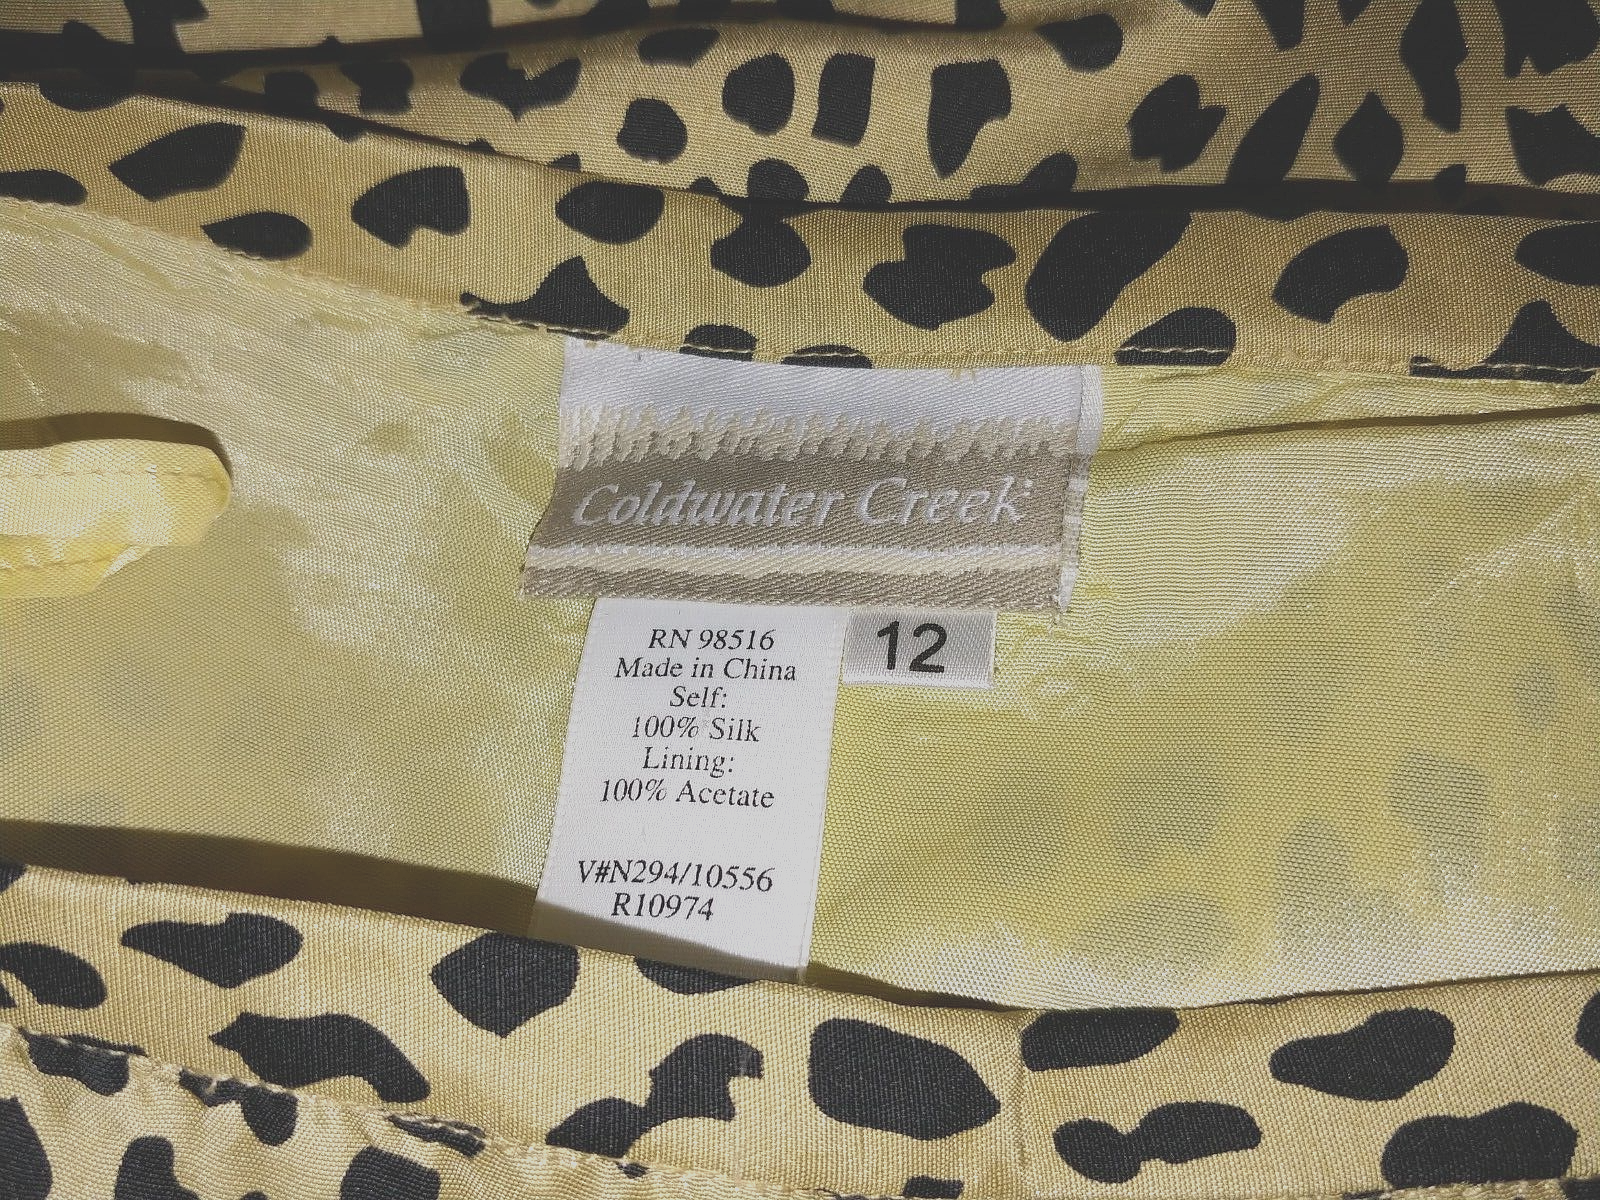 Coldwater Creek
12
RN 98516
Made in China
Self:
100% Silk
Lining:
100% Acetate
V#N294/10556
R10974